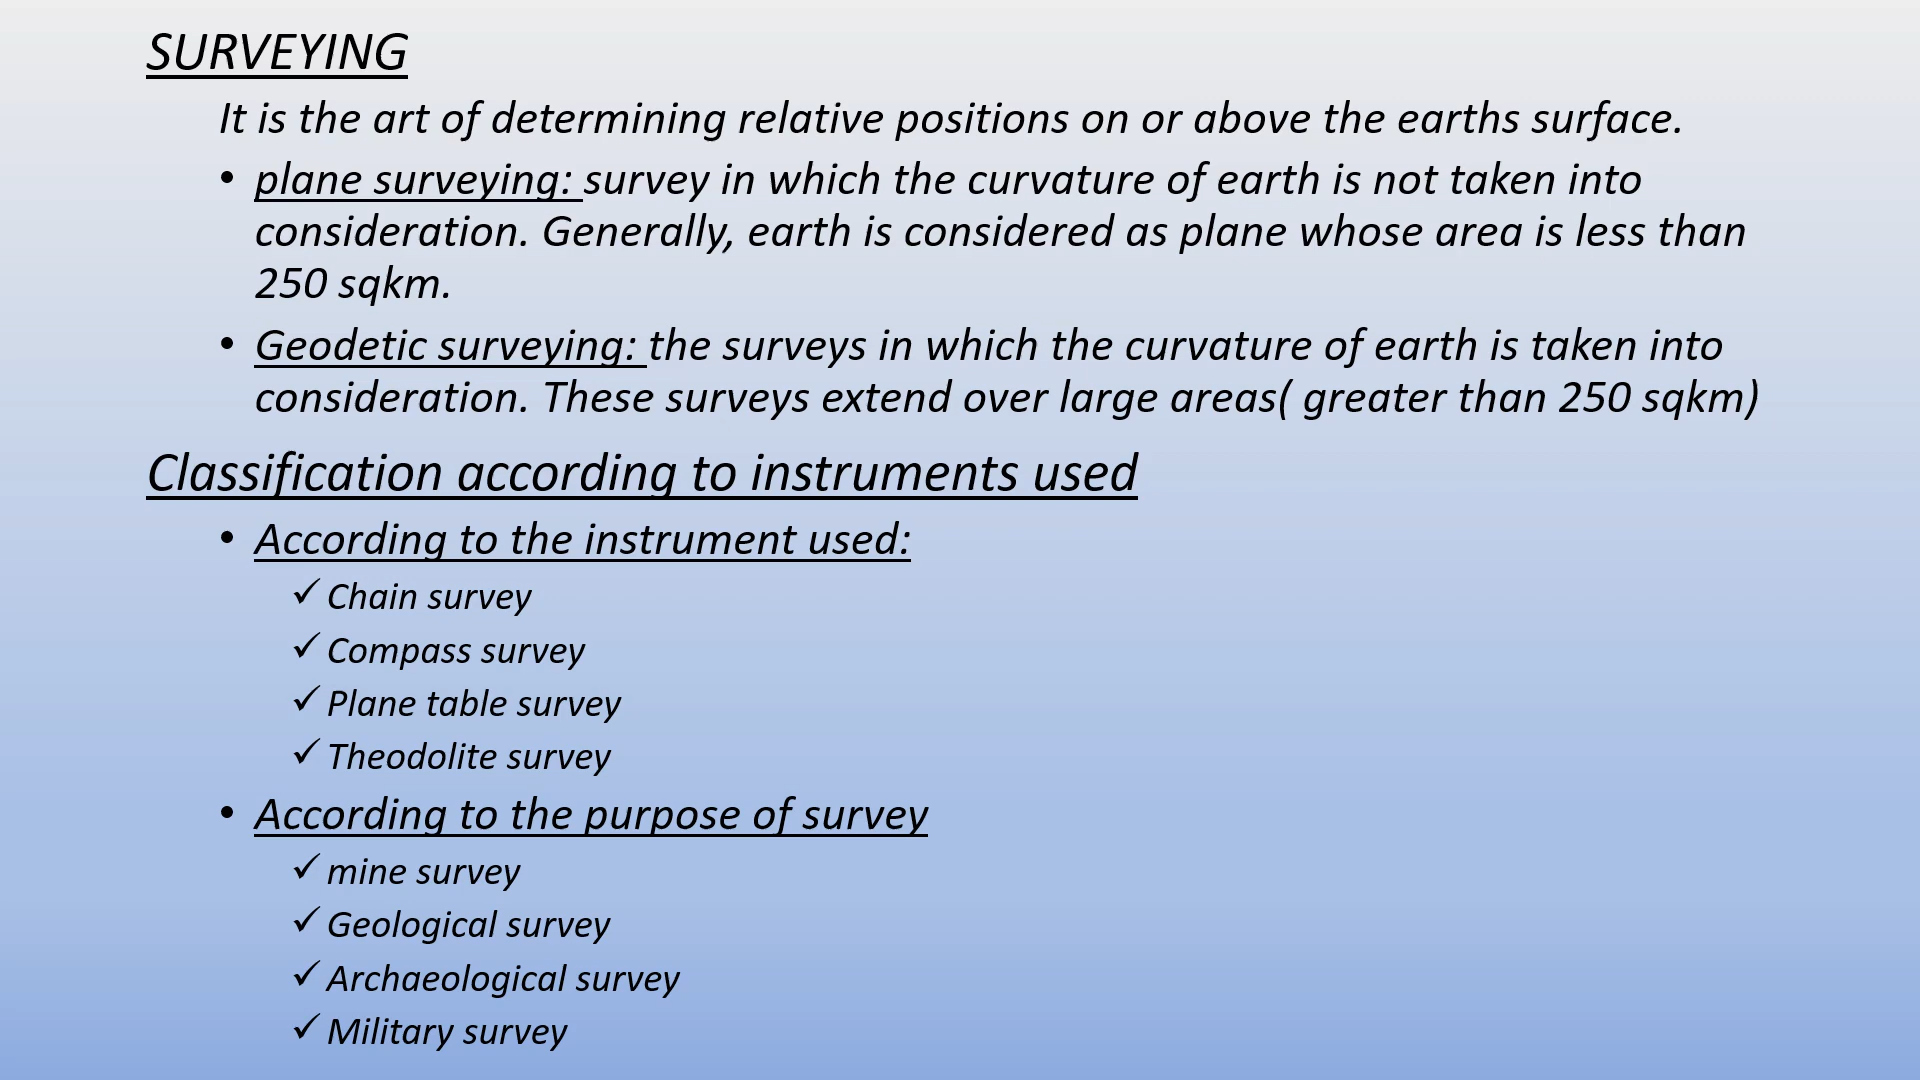 SURVEYING
It is the art of determining relative positions on or above the earths surface.
• plane surveying: survey in which the curvature of earth is not taken into
consideration. Generally, earth is considered as plane whose area is less than
250 sqkm.
• Geodetic surveying: the surveys in which the curvature of earth is taken into
consideration. These surveys extend over large areas( greater than 250 sqkm)
Classification according to instruments used
• According to the instrument used:
✓ Chain survey
✓ Compass survey
✓ Plane table survey
✓ Theodolite survey
• According to the purpose of survey
✓ mine survey
✓ Geological survey
✓ Archaeological survey
✓ Military survey